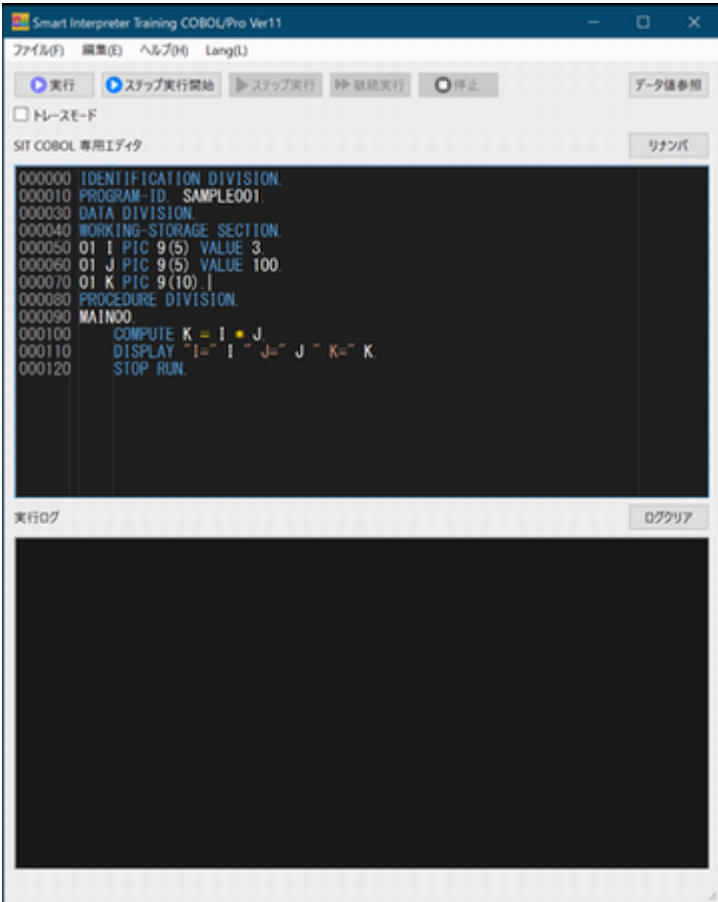 Smart Interpreter Training COBOL/Pro Ver11
ファイル(F) 編集(E) ヘルプ(H) Lang(L)
実行 ステップ実行開始 ステップ実行 継続実行 停止 データ値参照
トレースモード
SIT COBOL 専用エディタ リナンバ
000000 IDENTIFICATION DIVISION.
000010 PROGRAM-ID. SAMPLE001.
000030 DATA DIVISION.
000040 WORKING-STORAGE SECTION.
000050 01 I PIC 9(5) VALUE 3.
000060 01 J PIC 9(5) VALUE 100.
000070 01 K PIC 9(10).
000080 PROCEDURE DIVISION.
000090 MAIN00.
000100 COMPUTE K = I * J.
000110 DISPLAY "I=" I " J=" J " K=" K.
000120 STOP RUN.
実行ログ ログクリア